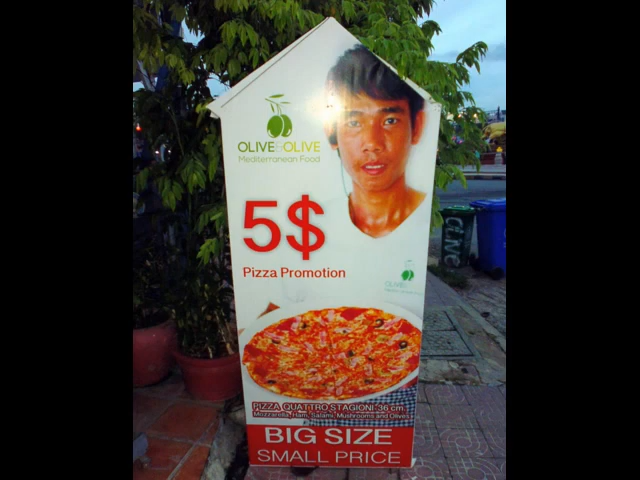 OLIVE&OLIVE
Mediterranean Food
5$
Pizza Promotion
OLIVE
PIZZA QUATTRO STAGIONI-36 cm.
Mozzarella, Ham, Salami, Mushrooms and Olives
BIG SIZE
SMALL PRICE